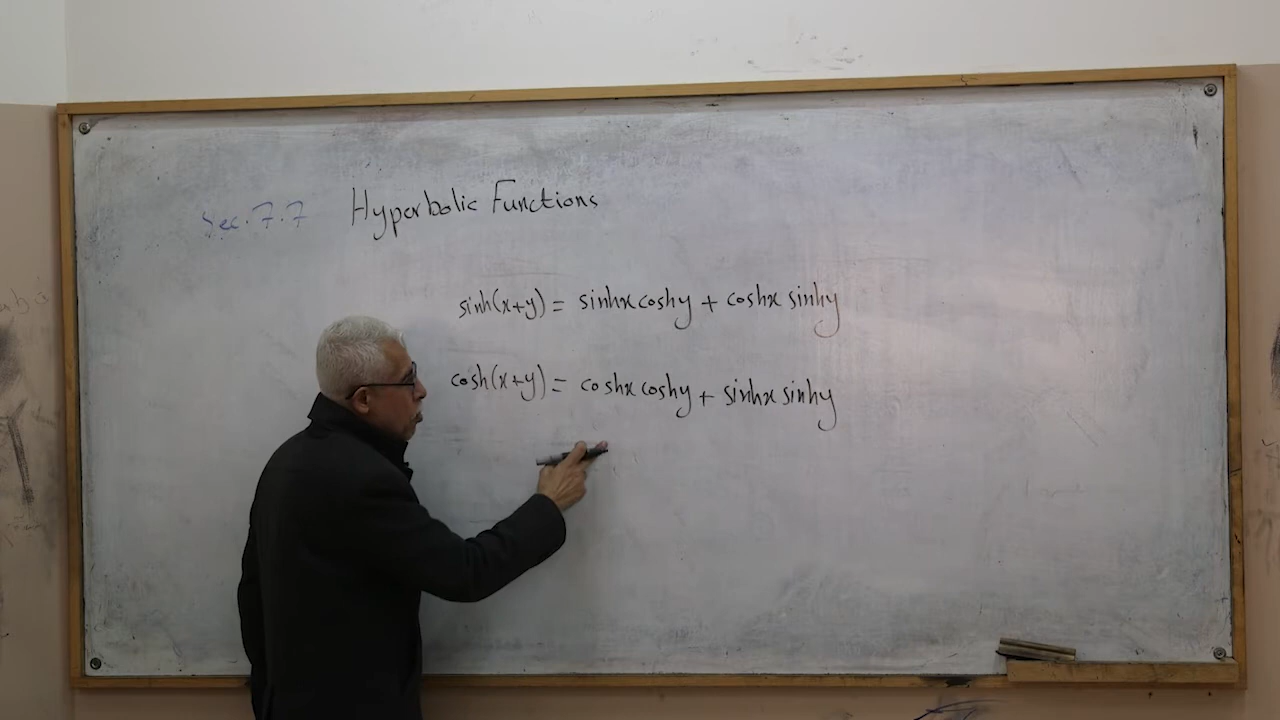 Sec. 7.7 Hyperbolic Functions
sinh(x+y) = sinhx coshy + coshx sinhy
cosh(x+y) = coshx coshy + sinhx sinhy